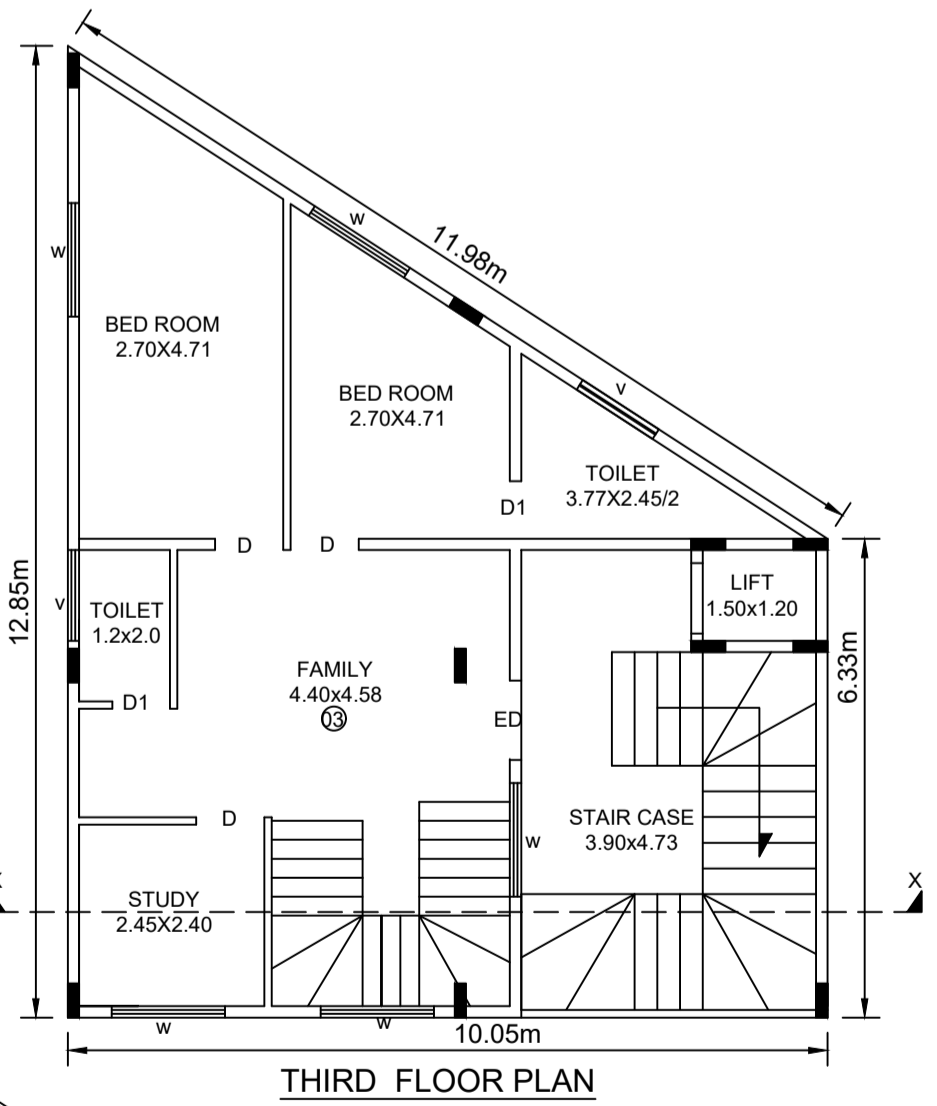 11.98m
w
w
BED ROOM
2.70X4.71
BED ROOM
2.70X4.71
v
TOILET
3.77X2.45/2
D1
D
D
12.85m
v
TOILET
1.2x2.0
LIFT
1.50x1.20
6.33m
FAMILY
4.40x4.58
03
D1
ED
D
w
STAIR CASE
3.90x4.73
X
X
STUDY
2.45X2.40
w
w
10.05m
THIRD FLOOR PLAN